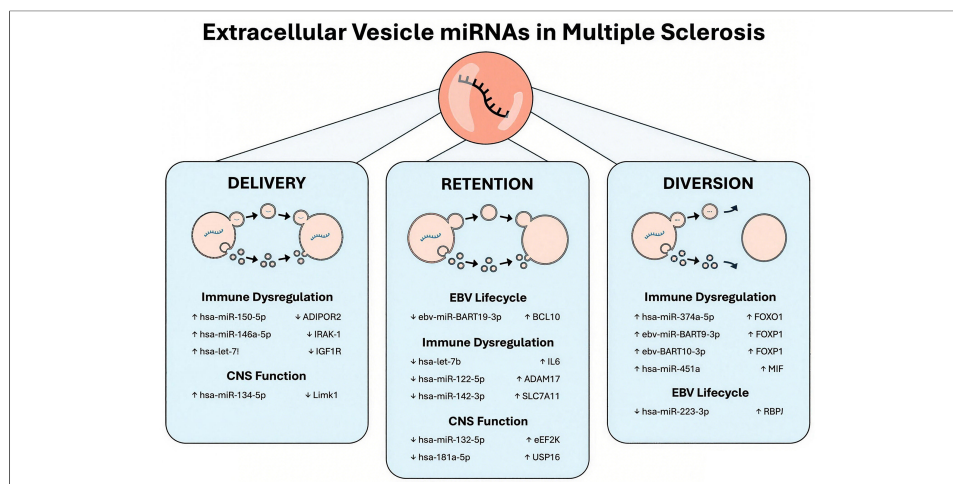 Extracellular Vesicle miRNAs in Multiple Sclerosis
DELIVERY
Immune Dysregulation
↑ hsa-miR-150-5p ↓ ADIPOR2
↑ hsa-miR-146a-5p ↓ IRAK-1
↑ hsa-let-7i ↓ IGF1R
CNS Function
↑ hsa-miR-134-5p ↓ Limk1
RETENTION
EBV Lifecycle
↓ ebv-miR-BART19-3p ↑ BCL10
Immune Dysregulation
↓ hsa-let-7b ↑ IL6
↓ hsa-miR-122-5p ↑ ADAM17
↓ hsa-miR-142-3p ↑ SLC7A11
CNS Function
↓ hsa-miR-132-5p ↑ eEF2K
↓ hsa-181a-5p ↑ USP16
DIVERSION
Immune Dysregulation
↑ hsa-miR-374a-5p ↑ FOXO1
↑ ebv-miR-BART9-3p ↑ FOXP1
↑ ebv-BART10-3p ↑ FOXP1
↑ hsa-miR-451a ↑ MIF
EBV Lifecycle
↓ hsa-miR-223-3p ↑ RBPJ